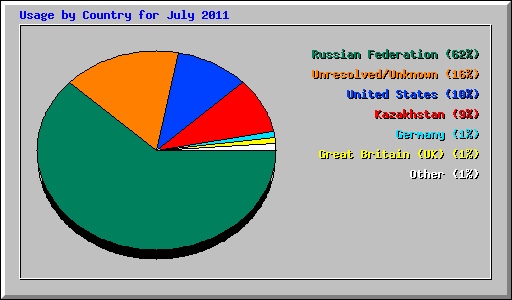 Usage by Country for July 2011
Russian Federation (62%)
Unresolved/Unknown (16%)
United States (10%)
Kazakhstan (9%)
Germany (1%)
Great Britain (UK) (1%)
Other (1%)